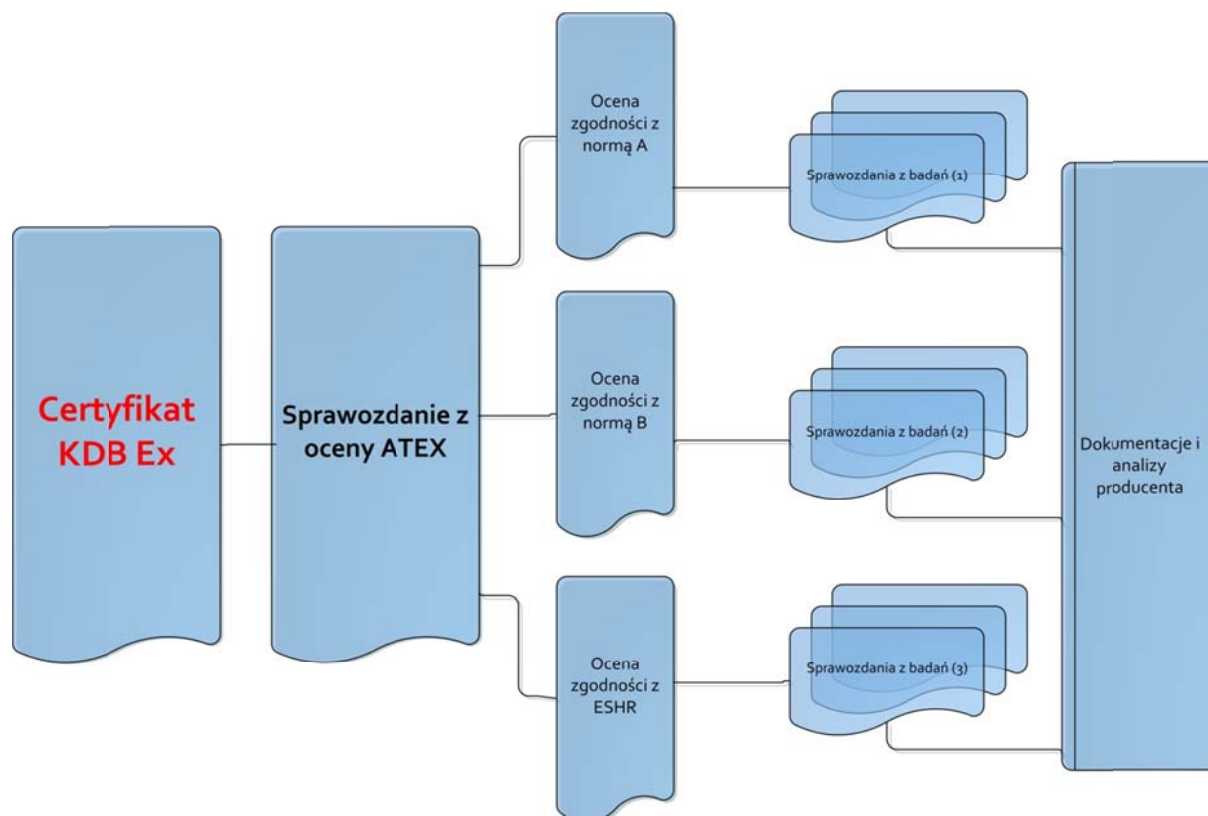 Certyfikat
KDB Ex
Sprawozdanie z
oceny ATEX
Ocena
zgodności z
normą A
Ocena
zgodności z
normą B
Ocena
zgodności z
ESHR
Sprawozdania z badań (1)
Sprawozdania z badań (2)
Sprawozdania z badań (3)
Dokumentacje i
analizy
producenta